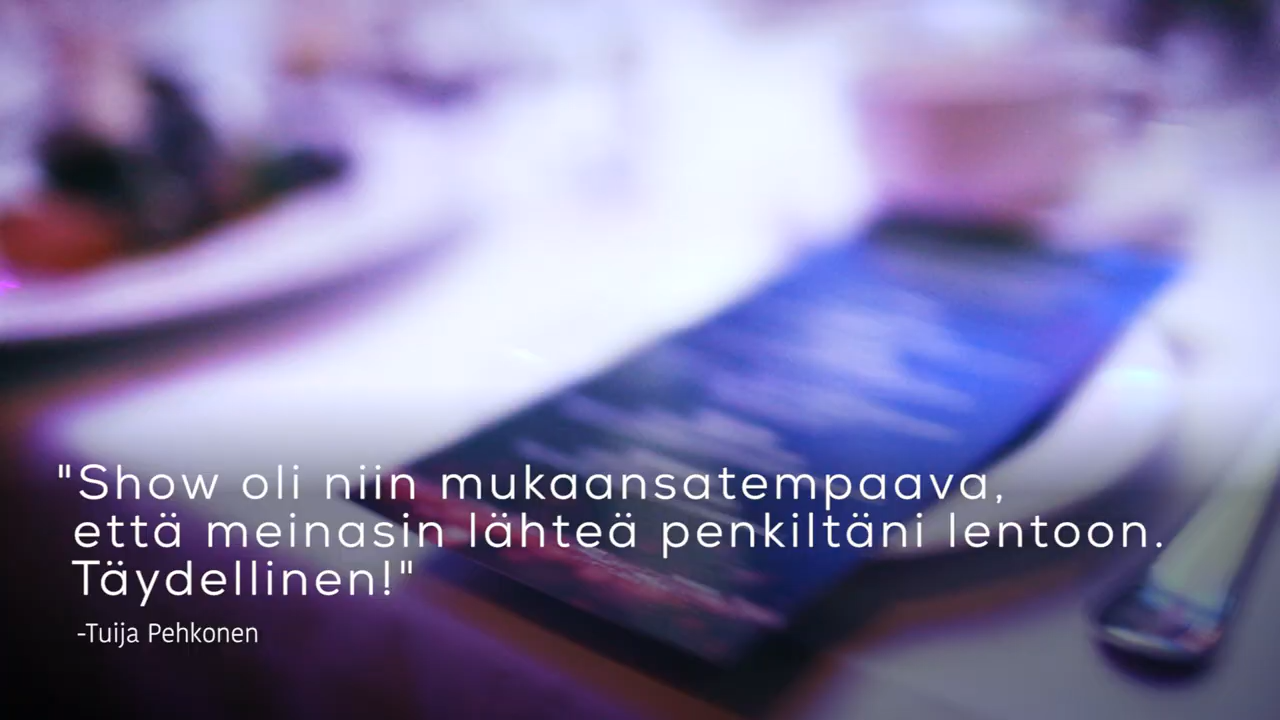 "Show oli niin mukaansatempaava,
että meinasin lähteä penkiltäni lentoon.
Täydellinen!"
-Tuija Pehkonen